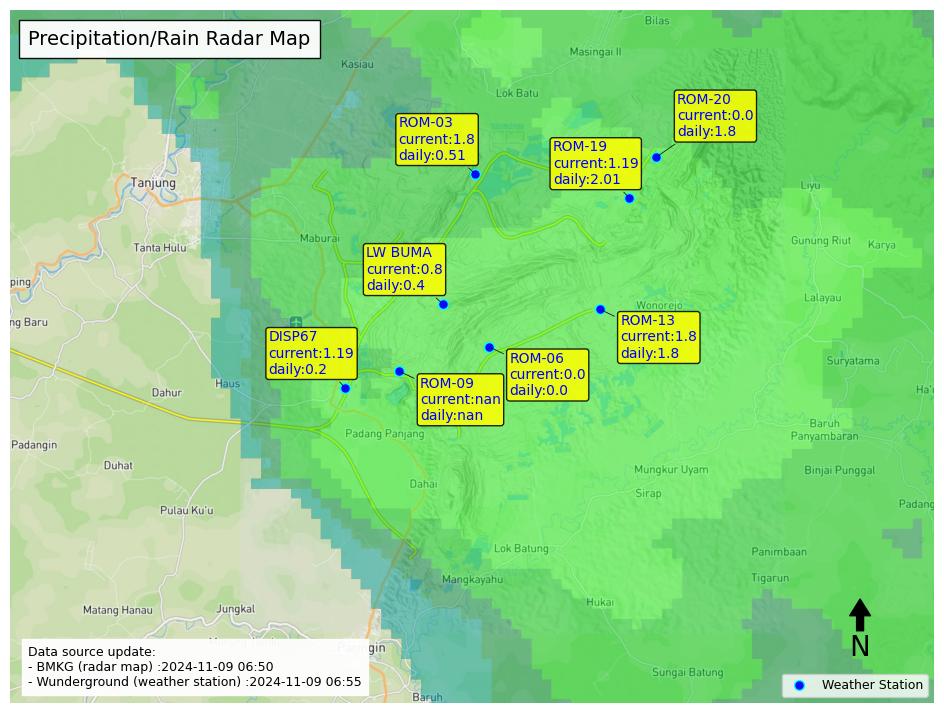 Precipitation/Rain Radar Map
Bilas
Masingai II
Kasiau
Lok Batu
ROM-20
current:0.0
daily:1.8
ROM-03
current:1.8
daily:0.51
ROM-19
current:1.19
daily:2.01
Tanjung
Liyu
Maburai
Tanta Hulu
Gunung Riut
Karya
LW BUMA
current:0.8
daily:0.4
ping
Lalayau
Wonorejo
ng Baru
ROM-13
current:1.8
daily:1.8
DISP67
current:1.19
daily:0.2
ROM-06
current:0.0
daily:0.0
Suryatama
Haus
ROM-09
current:nan
daily:nan
Dahur
Ha'
Baruh
Panyambaran
Padang Panjang
Padangin
Duhat
Mungkur Uyam
Binjai Punggal
Dahai
Sirap
Padang
Pulau Ku'u
Lok Batung
Panimbaan
Mangkayahu
Tigarun
Hukai
Matang Hanau
Jungkal
N
Data source update:
- BMKG (radar map) :2024-11-09 06:50
- Wunderground (weather station) :2024-11-09 06:55
Sungai Batung
Weather Station
Baruh